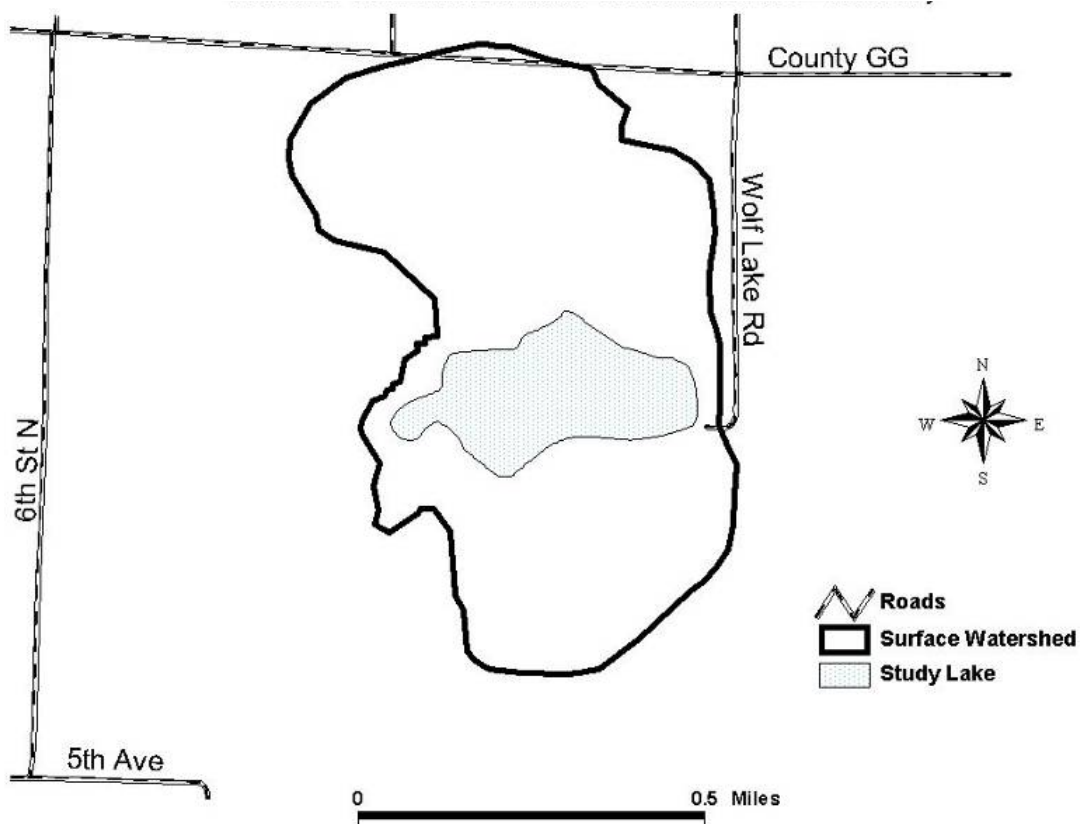 County GG
Wolf Lake Rd
6th St N
N
W
E
S
Roads
Surface Watershed
Study Lake
5th Ave
0
0.5 Miles